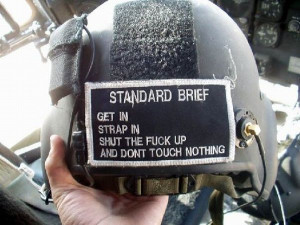 STANDARD BRIEF
GET IN
STRAP IN
SHUT THE FUCK UP
AND DONT TOUCH NOTHING